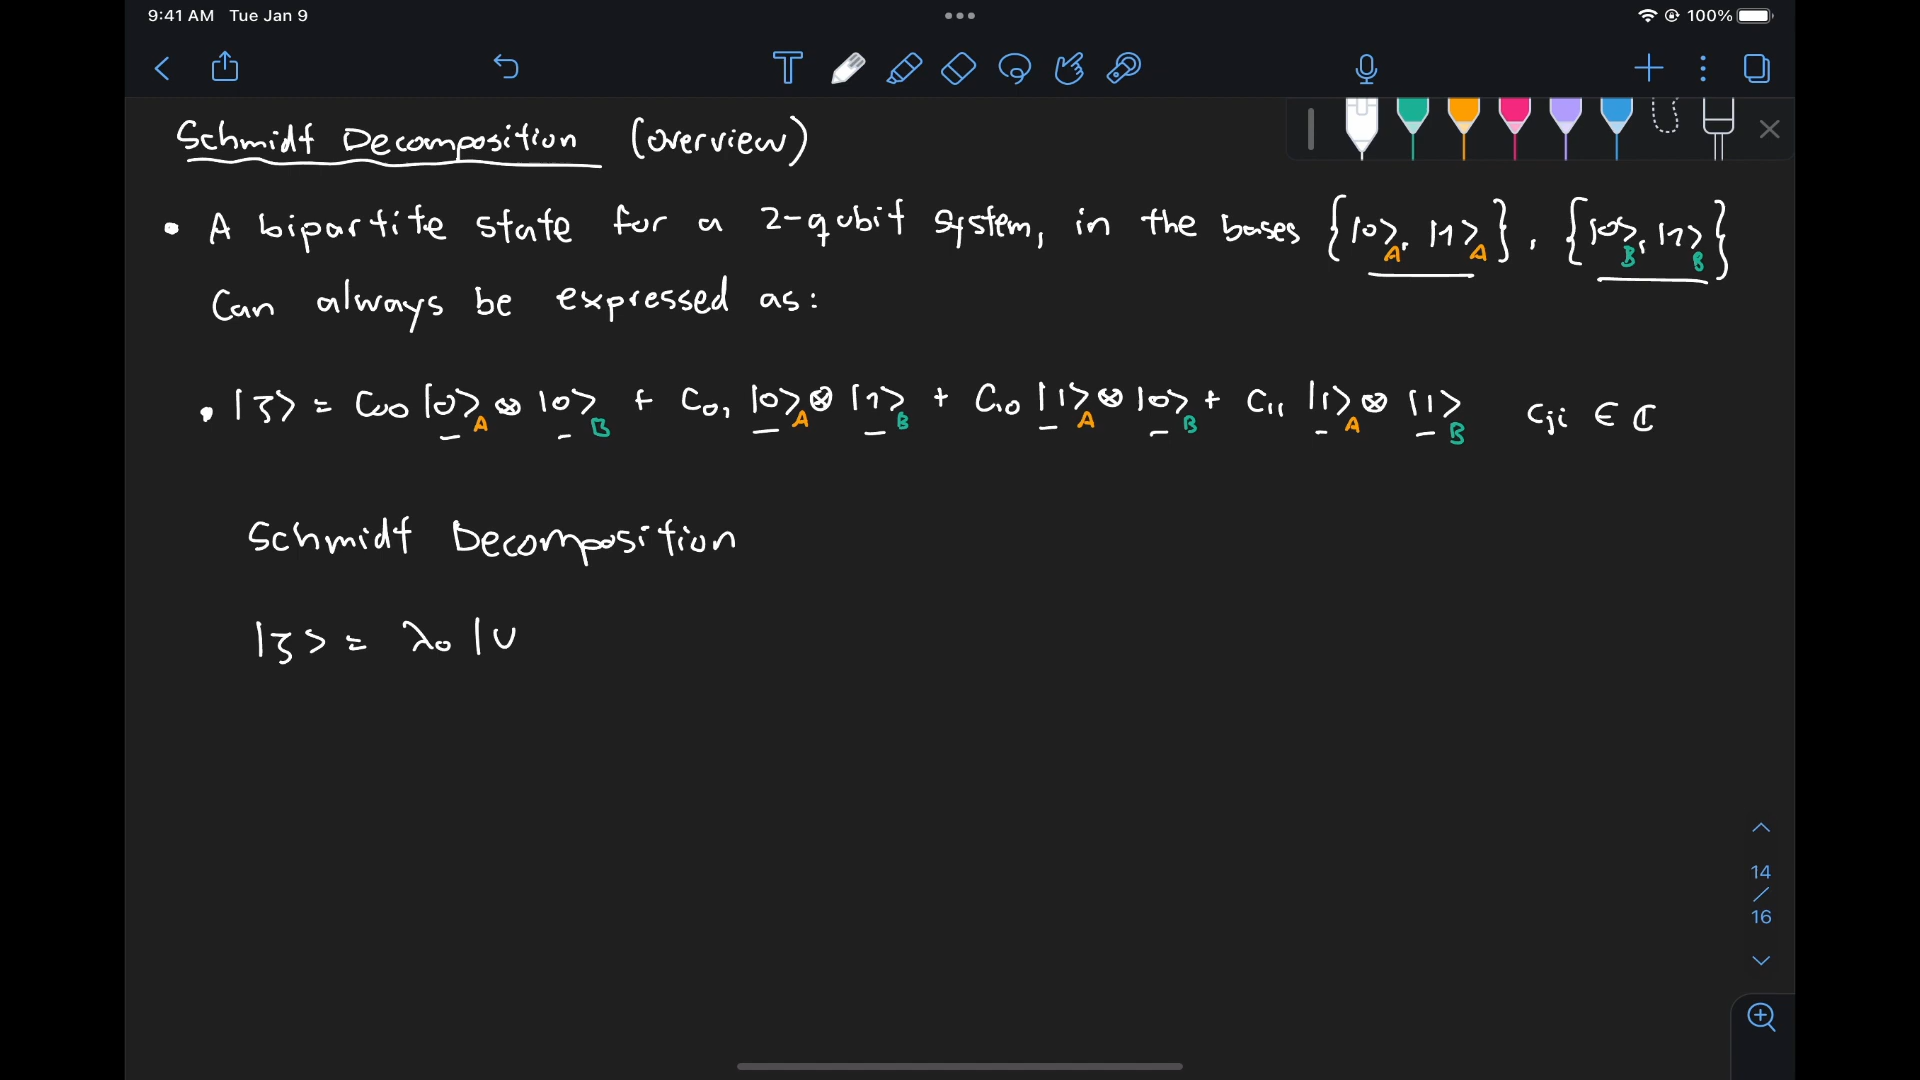 9:41 AM Tue Jan 9 100%
Schmidt Decomposition (overview)
• A bipartite state for a 2-qubit system, in the bases {|0>_A, |1>_A}, {|0>_B, |1>_B}
Can always be expressed as:
• |ξ> = C₀₀ |0>_A ⊗ |0>_B + C₀₁ |0>_A ⊗ |1>_B + C₁₀ |1>_A ⊗ |0>_B + C₁₁ |1>_A ⊗ |1>_B C_ji ∈ ℂ
Schmidt Decomposition
|ξ> = λ₀ |U
14
/
16